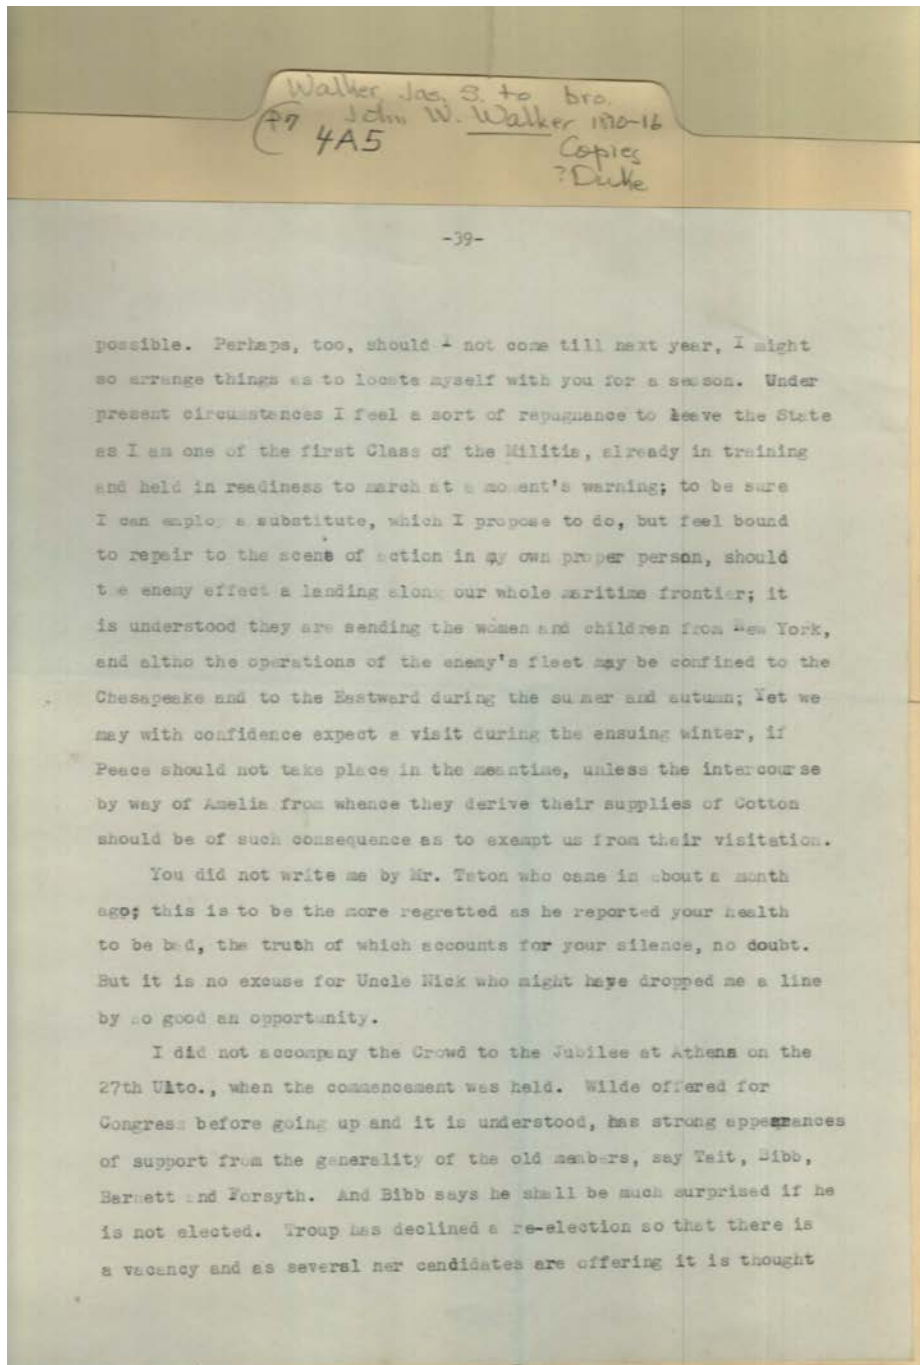 Walker, Jas. S. to bro.
John W. Walker 1810-16
P7
4A5
Copies
?Duke
-39-
possible. Perhaps, too, should I not come till next year, I might
so arrange things as to locate myself with you for a season. Under
present circumstances I feel a sort of repugnance to leave the State
as I am one of the first Class of the Militia, already in training
and held in readiness to march at a moment's warning; to be sure
I can employ a substitute, which I propose to do, but feel bound
to repair to the scene of action in my own proper person, should
the enemy effect a landing along our whole maritime frontier; it
is understood they are sending the women and children from New York,
and altho the operations of the enemy's fleet may be confined to the
Chesapeake and to the Eastward during the summer and autumn; Yet we
may with confidence expect a visit during the ensuing winter, if
Peace should not take place in the meantime, unless the intercourse
by way of Amelia from whence they derive their supplies of Cotton
should be of such consequence as to exempt us from their visitation.
You did not write me by Mr. Taton who came in about a month
ago; this is to be the more regretted as he reported your health
to be bad, the truth of which accounts for your silence, no doubt.
But it is no excuse for Uncle Nick who might have dropped me a line
by so good an opportunity.
I did not accompany the Crowd to the Jubilee at Athens on the
27th Ulto., when the commencement was held. Wilde offered for
Congress before going up and it is understood, has strong appearances
of support from the generality of the old members, say Tait, Bibb,
Barnett and Forsyth. And Bibb says he shall be much surprised if he
is not elected. Troup has declined a re-election so that there is
a vacancy and as several ner candidates are offering it is thought